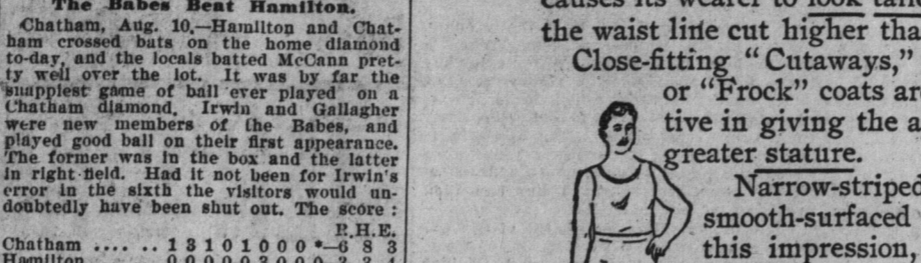 The Babes Beat Hamilton.
Chatham, Aug. 10.—Hamilton and Chat-
ham crossed bats on the home diamond
to-day, and the locals batted McCann pret-
ty well over the lot. It was by far the
snappiest game of ball ever played on a
Chatham diamond. Irwin and Gallagher
were new members of the Babes, and
played good ball on their first appearance.
The former was in the box and the latter
in right field. Had it not been for Irwin's
error in the sixth the visitors would un-
doubtedly have been shut out. The score :
R.H.E.
Chatham .... .. 1 3 1 0 1 0 0 0 *—6 8 3
Hamilton
causes its wearer to look
the waist line cut higher tha
Close-fitting "Cutaways,"
or "Frock" coats ar
tive in giving the a
greater stature.
Narrow-striped
smooth-surfaced
this impression,